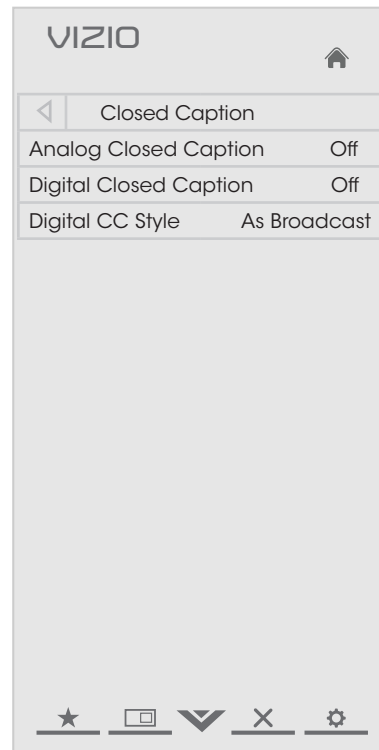 VIZIO
Closed Caption
Analog Closed Caption Off
Digital Closed Caption Off
Digital CC Style As Broadcast